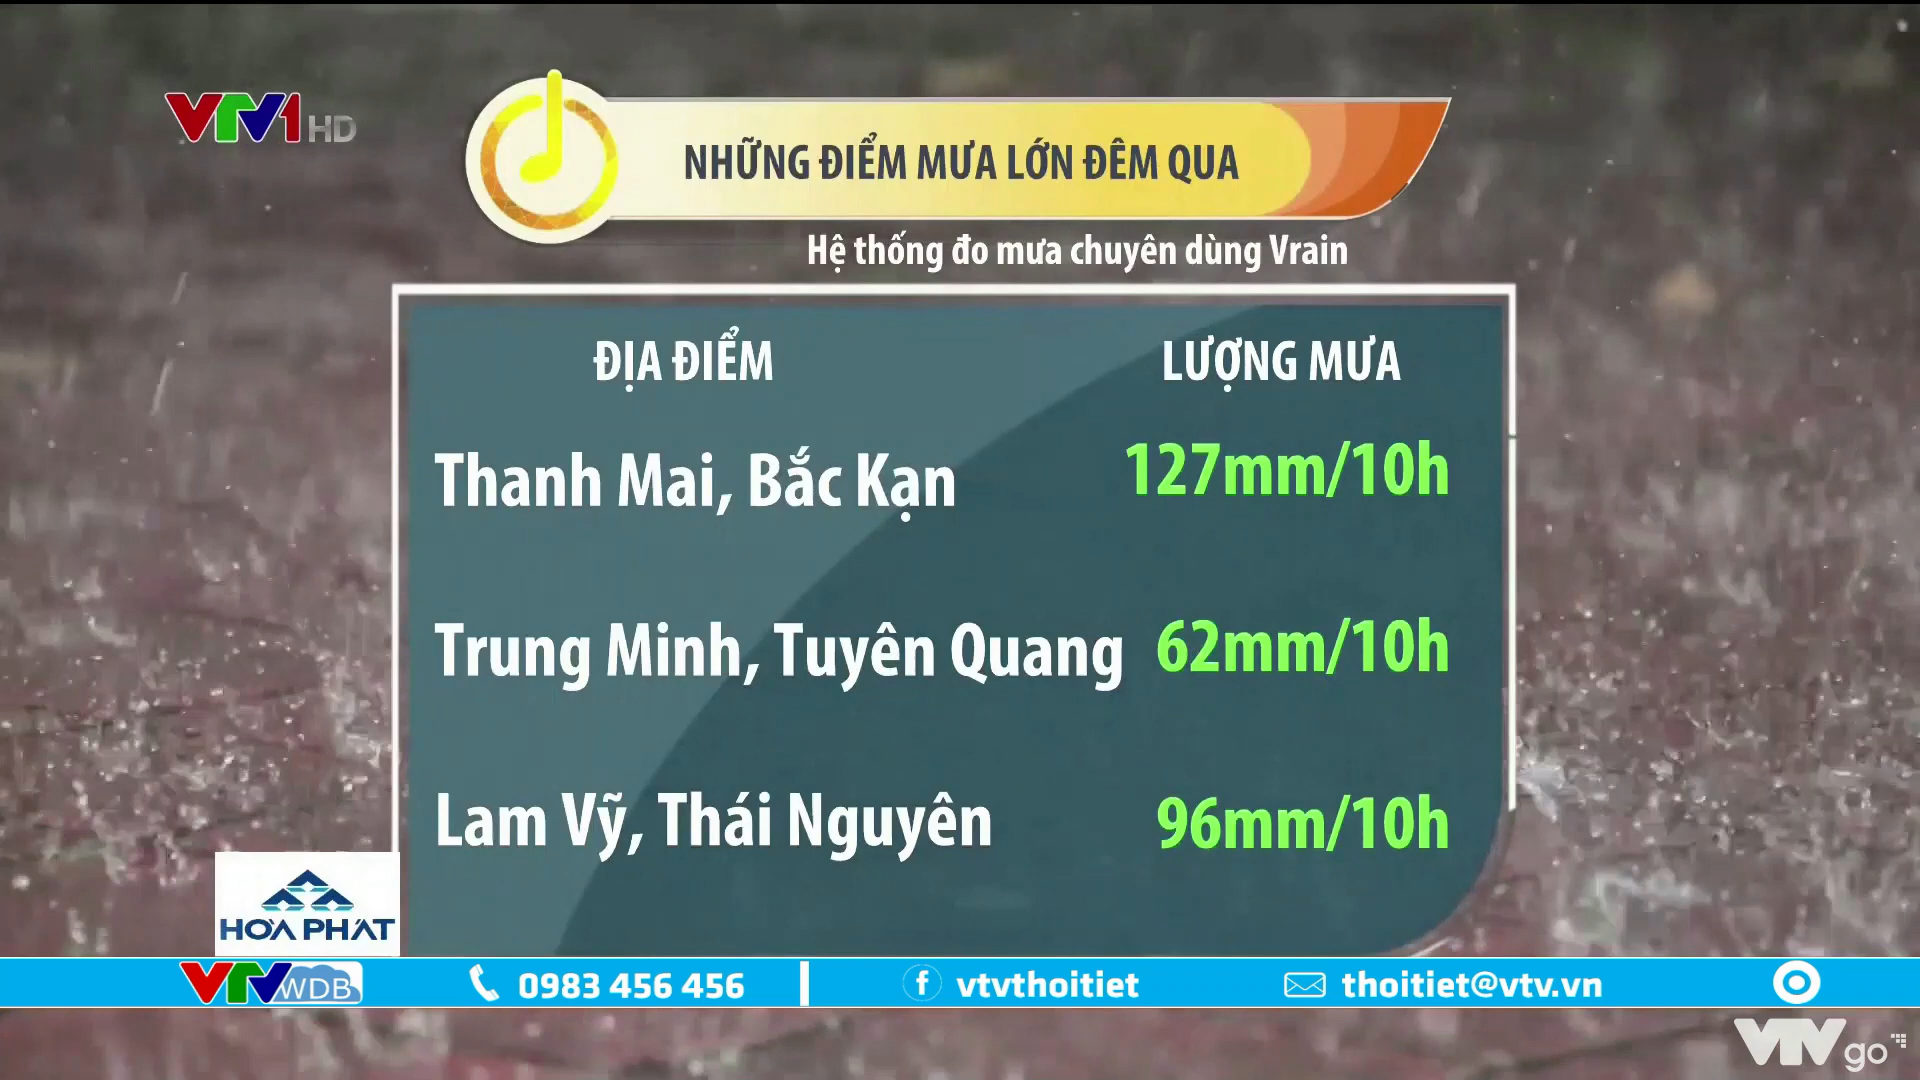 VTV1 HD
NHỮNG ĐIỂM MƯA LỚN ĐÊM QUA
Hệ thống đo mưa chuyên dùng Vrain
ĐỊA ĐIỂM LƯỢNG MƯA
Thanh Mai, Bắc Kạn 127mm/10h
Trung Minh, Tuyên Quang 62mm/10h
Lam Vỹ, Thái Nguyên 96mm/10h
HÒA PHÁT
VTV WDB 0983 456 456 vtvthoitiet thoitiet@vtv.vn
VTV go